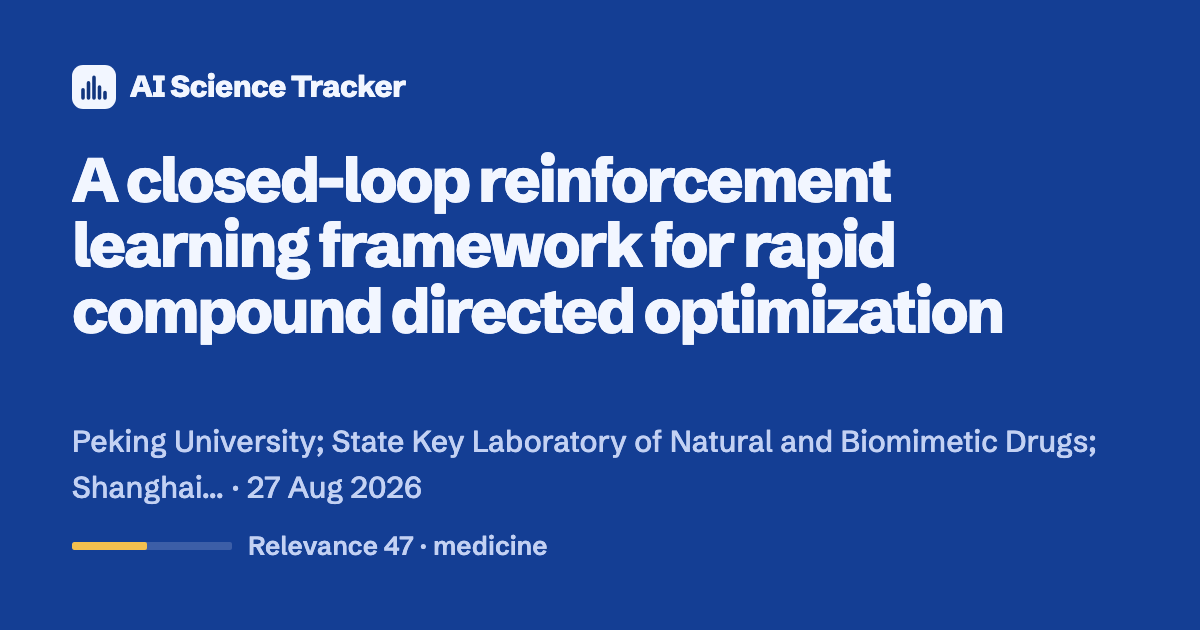 AI Science Tracker
A closed-loop reinforcement
learning framework for rapid
compound directed optimization
Peking University; State Key Laboratory of Natural and Biomimetic Drugs;
Shanghai... · 27 Aug 2026
Relevance 47 · medicine